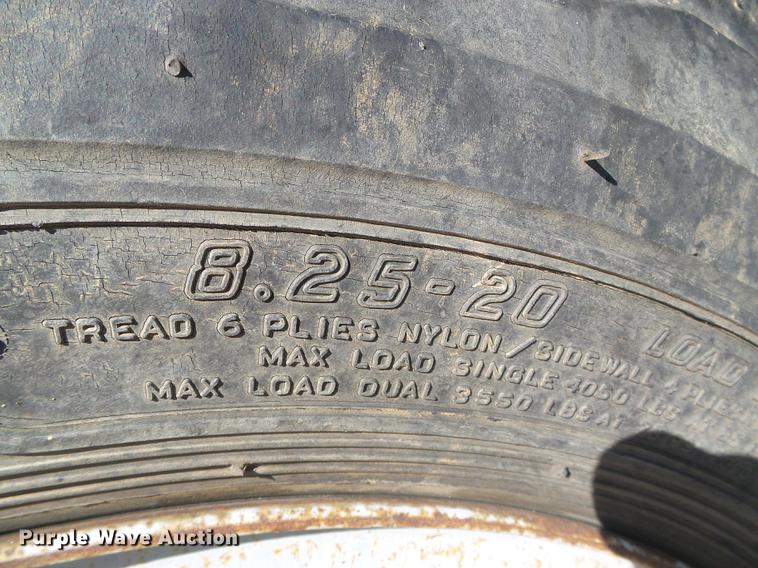 8.25-20
LOAD
TREAD 6 PLIES NYLON/SIDEWALL 4 PLIES
MAX LOAD SINGLE 4050 LBS AT
MAX LOAD DUAL 3550 LBS AT
Purple Wave Auction